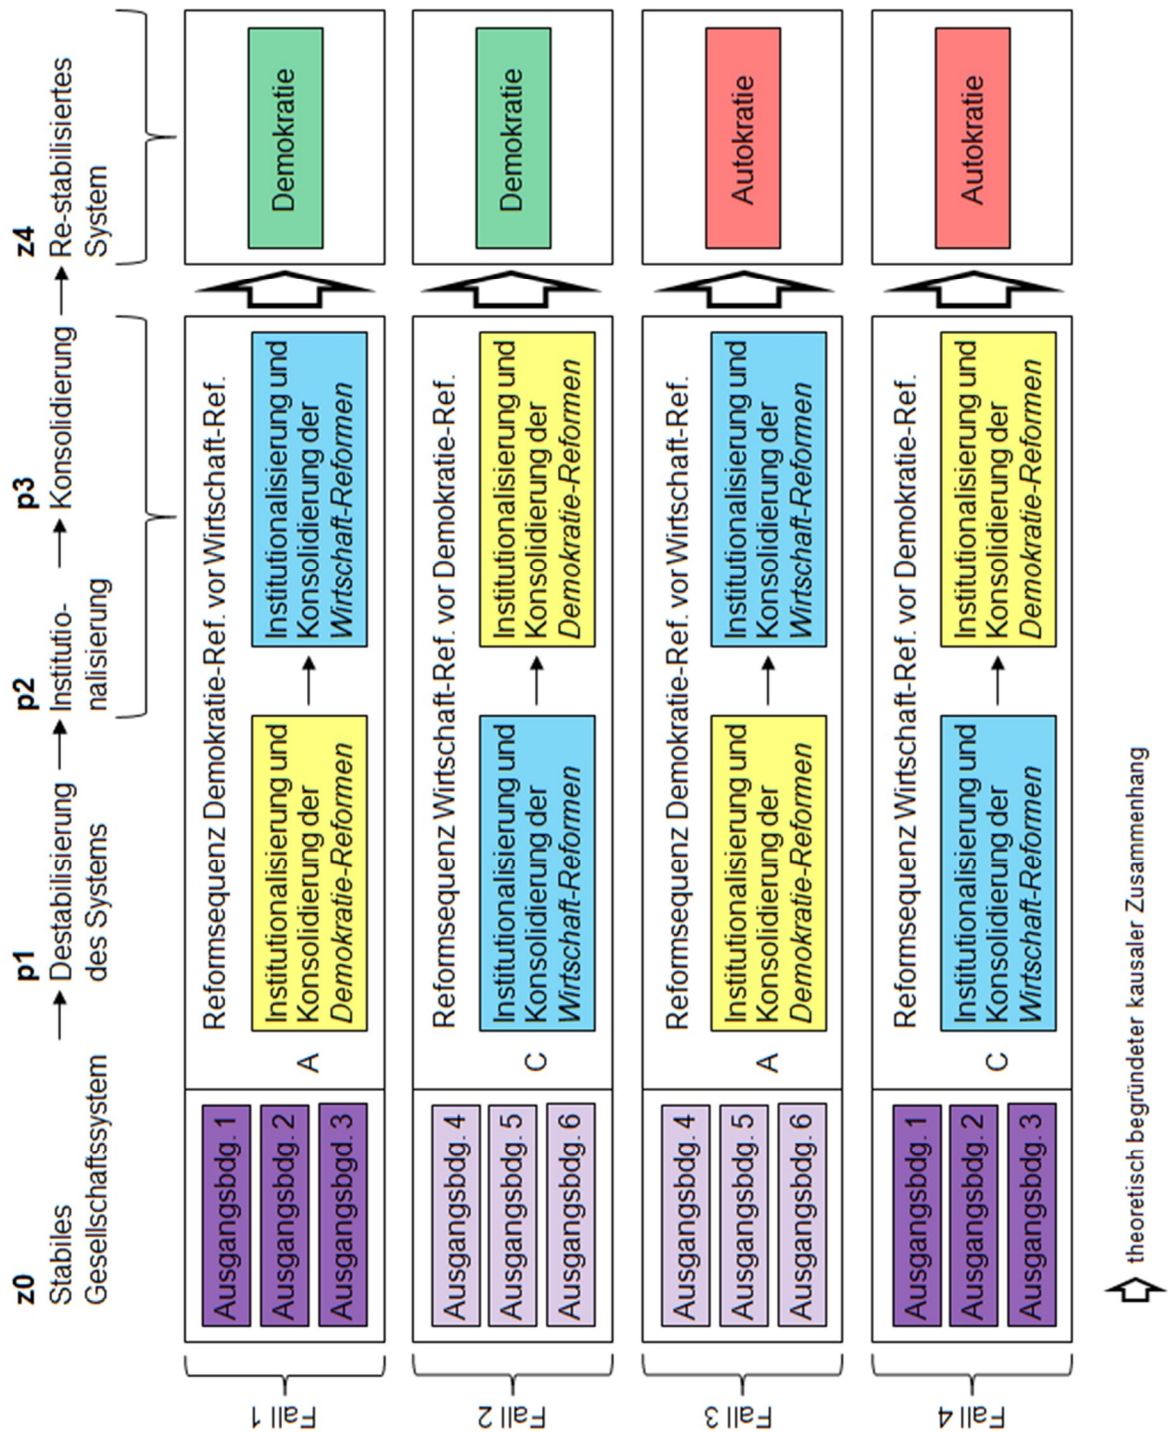 z0
Stabiles
Gesellschaftssystem
p1
Destabilisierung
des Systems
p2
Institutio-
nalisierung
p3
Konsolidierung
z4
Re-stabilisiertes
System
Fall 1
Ausgangsbdg. 1
Ausgangsbdg. 2
Ausgangsbgd. 3
A
Reformsequenz Demokratie-Ref. vor Wirtschaft-Ref.
Institutionalisierung und
Konsolidierung der
Demokratie-Reformen
Institutionalisierung und
Konsolidierung der
Wirtschaft-Reformen
Demokratie
Fall 2
Ausgangsbdg. 4
Ausgangsbdg. 5
Ausgangsbdg. 6
C
Reformsequenz Wirtschaft-Ref. vor Demokratie-Ref.
Institutionalisierung und
Konsolidierung der
Wirtschaft-Reformen
Institutionalisierung und
Konsolidierung der
Demokratie-Reformen
Demokratie
Fall 3
Ausgangsbdg. 4
Ausgangsbdg. 5
Ausgangsbdg. 6
A
Reformsequenz Demokratie-Ref. vor Wirtschaft-Ref.
Institutionalisierung und
Konsolidierung der
Demokratie-Reformen
Institutionalisierung und
Konsolidierung der
Wirtschaft-Reformen
Autokratie
Fall 4
Ausgangsbdg. 1
Ausgangsbdg. 2
Ausgangsbdg. 3
C
Reformsequenz Wirtschaft-Ref. vor Demokratie-Ref.
Institutionalisierung und
Konsolidierung der
Wirtschaft-Reformen
Institutionalisierung und
Konsolidierung der
Demokratie-Reformen
Autokratie
theoretisch begründeter kausaler Zusammenhang